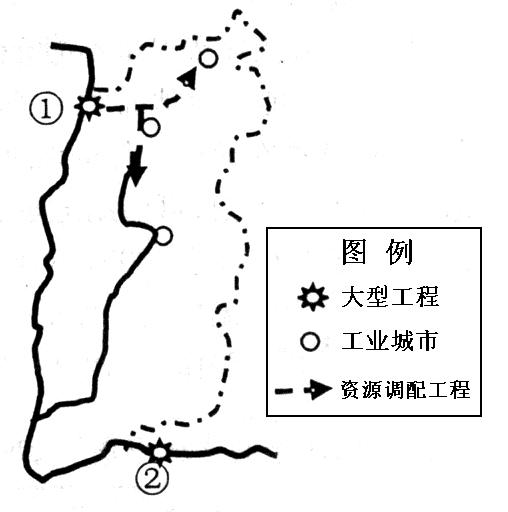 ①
图 例
大型工程
工业城市
资源调配工程
②